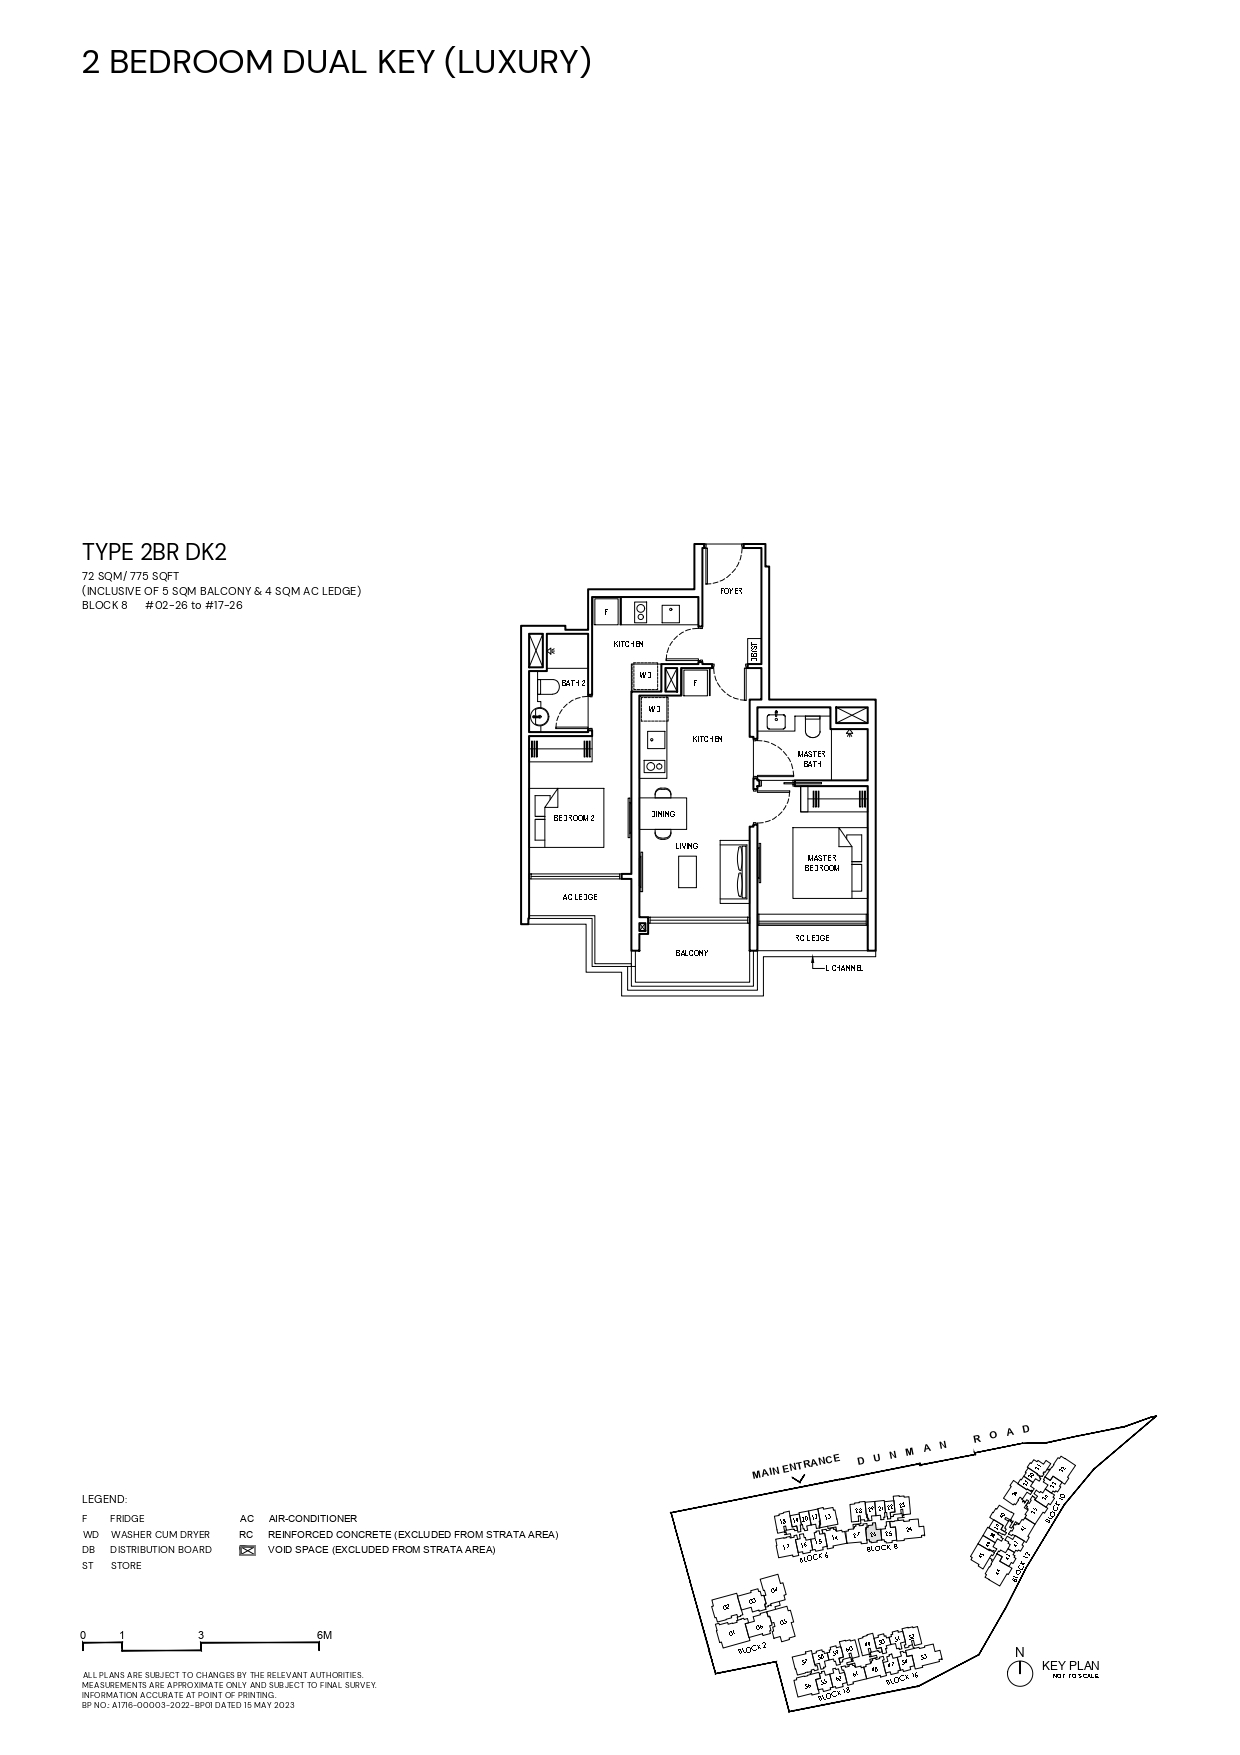 2 BEDROOM DUAL KEY (LUXURY)
TYPE 2BR DK2
72 SQM/ 775 SQFT
(INCLUSIVE OF 5 SQM BALCONY & 4 SQM AC LEDGE)
BLOCK 8 #02-26 to #17-26
FOYER
F
KITCHEN
DB/ST
BATH 2
WD
F
WD
KITCHEN
MASTER
BATH
BEDROOM 2
DINING
LIVING
MASTER
BEDROOM
AC LEDGE
RC LEDGE
BALCONY
L CHANNEL
LEGEND:
F FRIDGE
WD WASHER CUM DRYER
DB DISTRIBUTION BOARD
ST STORE
AC AIR-CONDITIONER
RC REINFORCED CONCRETE (EXCLUDED FROM STRATA AREA)
VOID SPACE (EXCLUDED FROM STRATA AREA)
0 1 3 6M
ALL PLANS ARE SUBJECT TO CHANGES BY THE RELEVANT AUTHORITIES.
MEASUREMENTS ARE APPROXIMATE ONLY AND SUBJECT TO FINAL SURVEY.
INFORMATION ACCURATE AT POINT OF PRINTING.
BP NO.: A1716-00003-2022-BP01 DATED 15 MAY 2023
MAIN ENTRANCE
DUNMAN ROAD
BLOCK 6
BLOCK 8
BLOCK 10
BLOCK 12
BLOCK 2
BLOCK 18
BLOCK 16
N
KEY PLAN
NOT TO SCALE